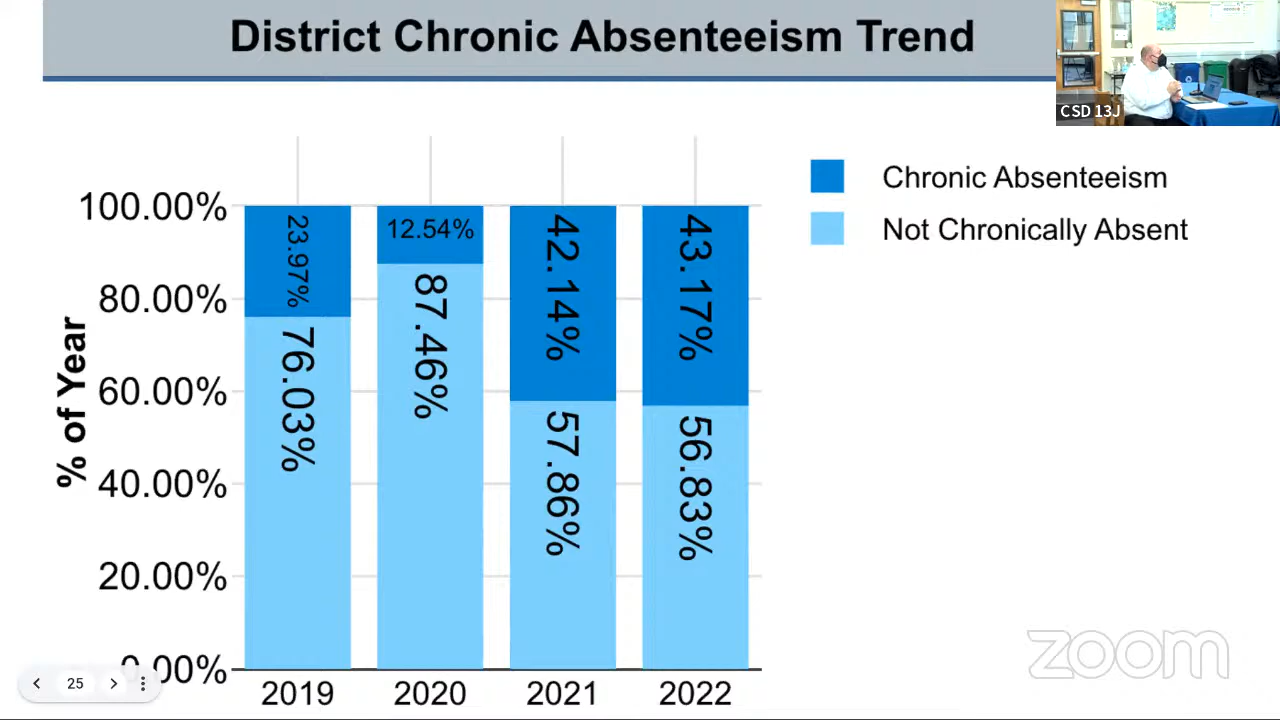 District Chronic Absenteeism Trend
CSD 13J
Chronic Absenteeism
Not Chronically Absent
% of Year
100.00%
80.00%
60.00%
40.00%
20.00%
0.00%
23.97%
76.03%
12.54%
87.46%
42.14%
57.86%
43.17%
56.83%
2019 2020 2021 2022
25
zoom